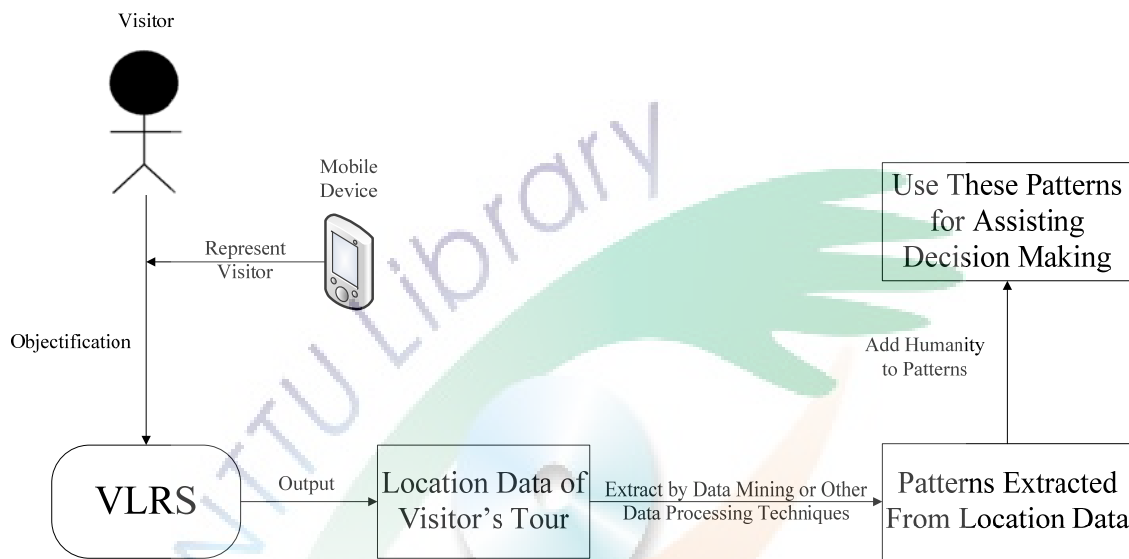 Visitor
Mobile
Device
Represent
Visitor
Objectification
VLRS
Output
Location Data of
Visitor's Tour
Extract by Data Mining or Other
Data Processing Techniques
Patterns Extracted
From Location Data
Add Humanity
to Patterns
Use These Patterns
for Assisting
Decision Making